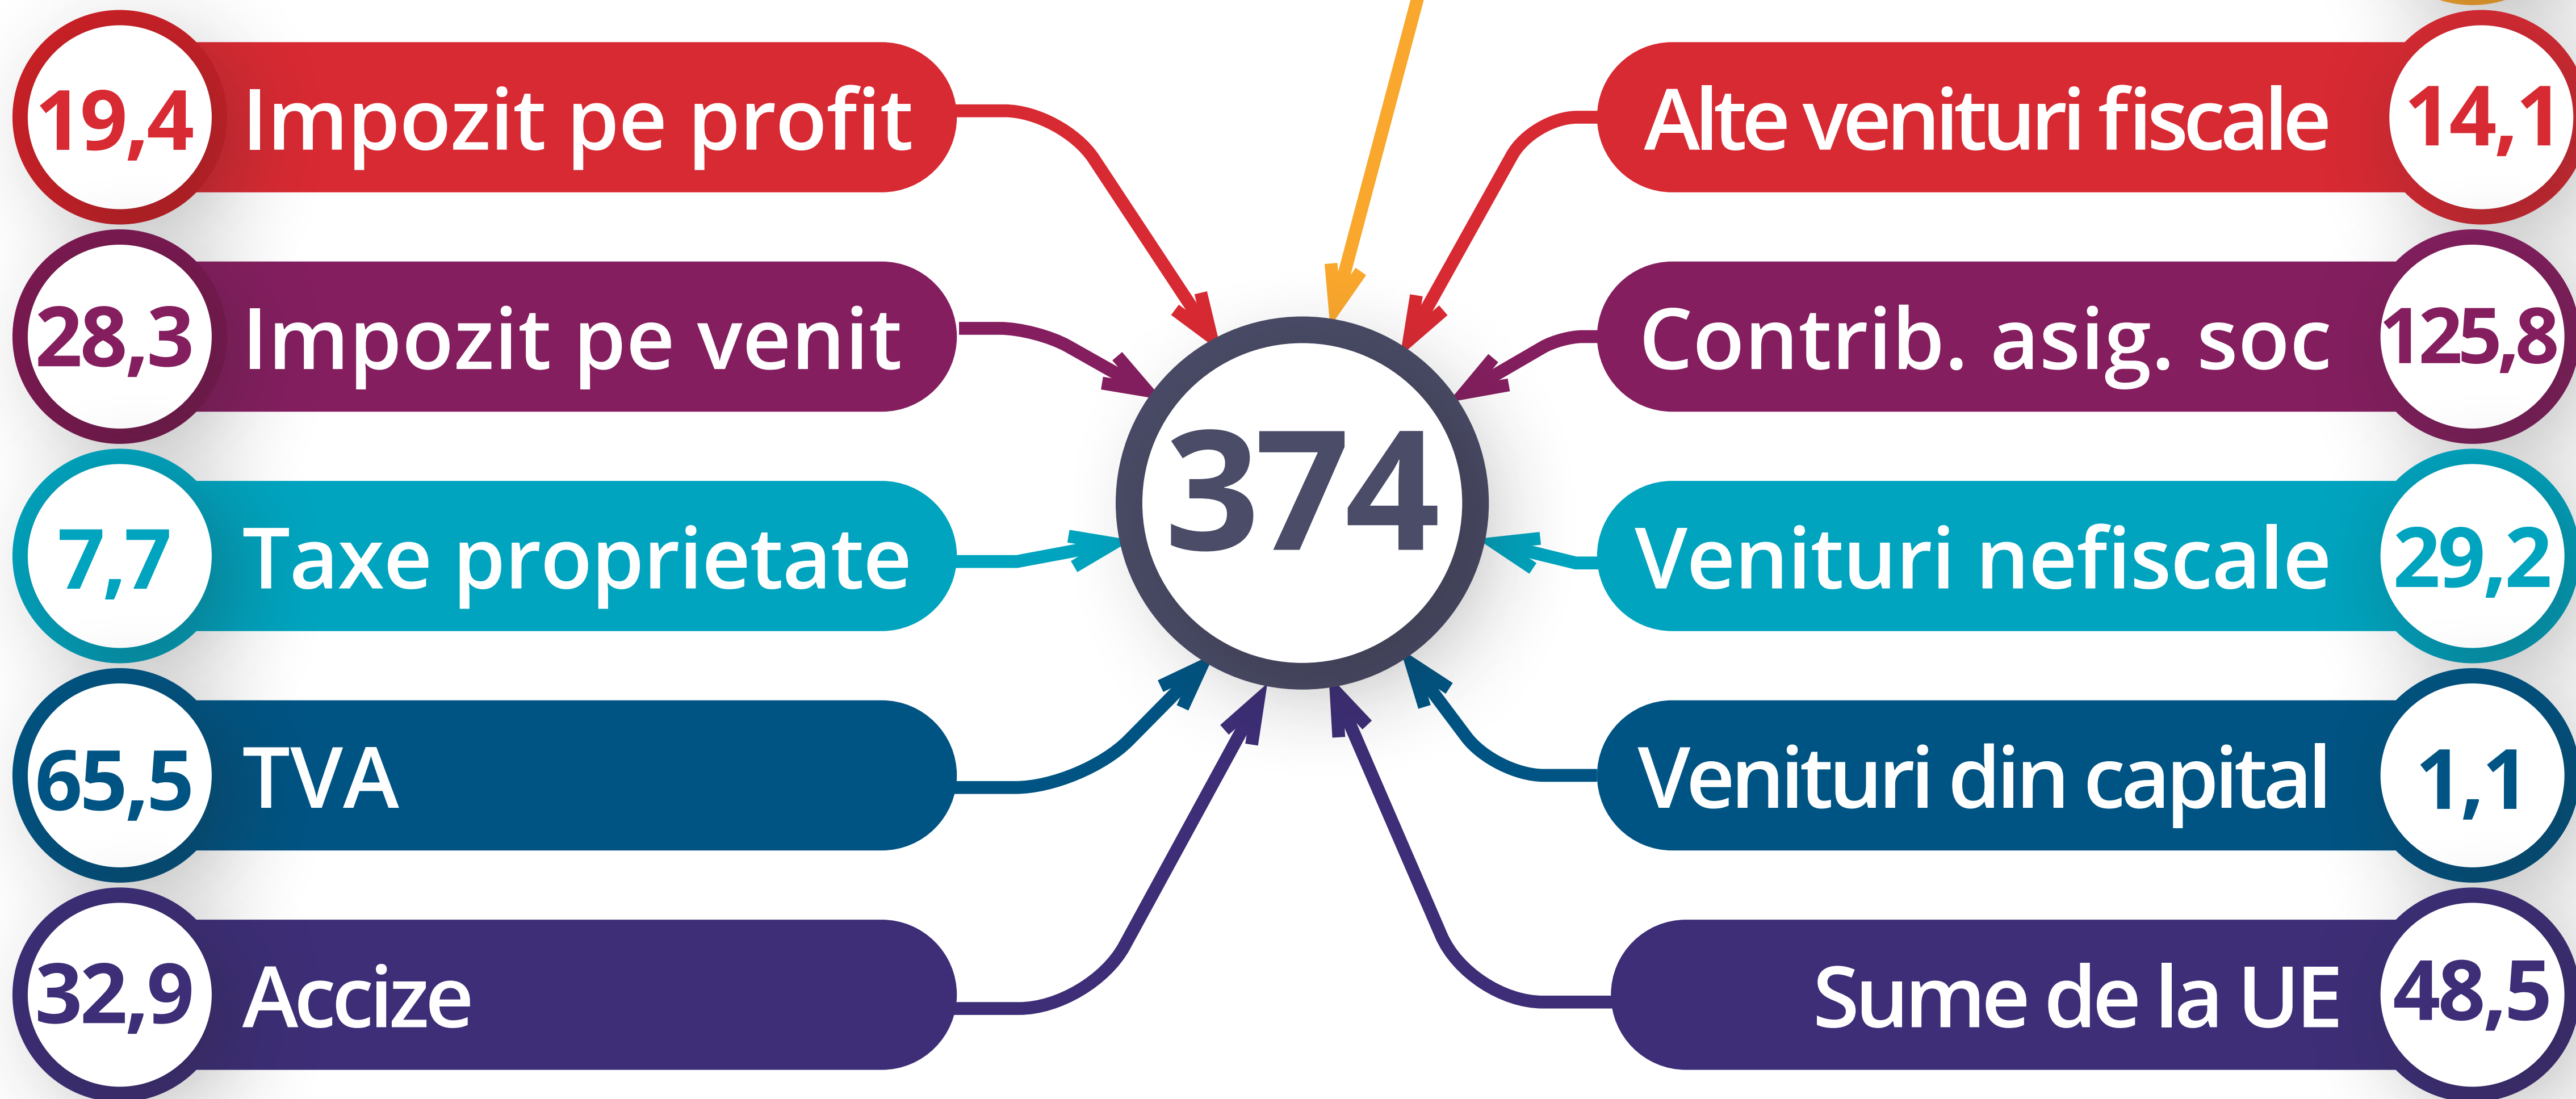 19,4 Impozit pe profit
28,3 Impozit pe venit
7,7 Taxe proprietate
65,5 TVA
32,9 Accize
374
Alte venituri fiscale 14,1
Contrib. asig. soc 125,8
Venituri nefiscale 29,2
Venituri din capital 1,1
Sume de la UE 48,5